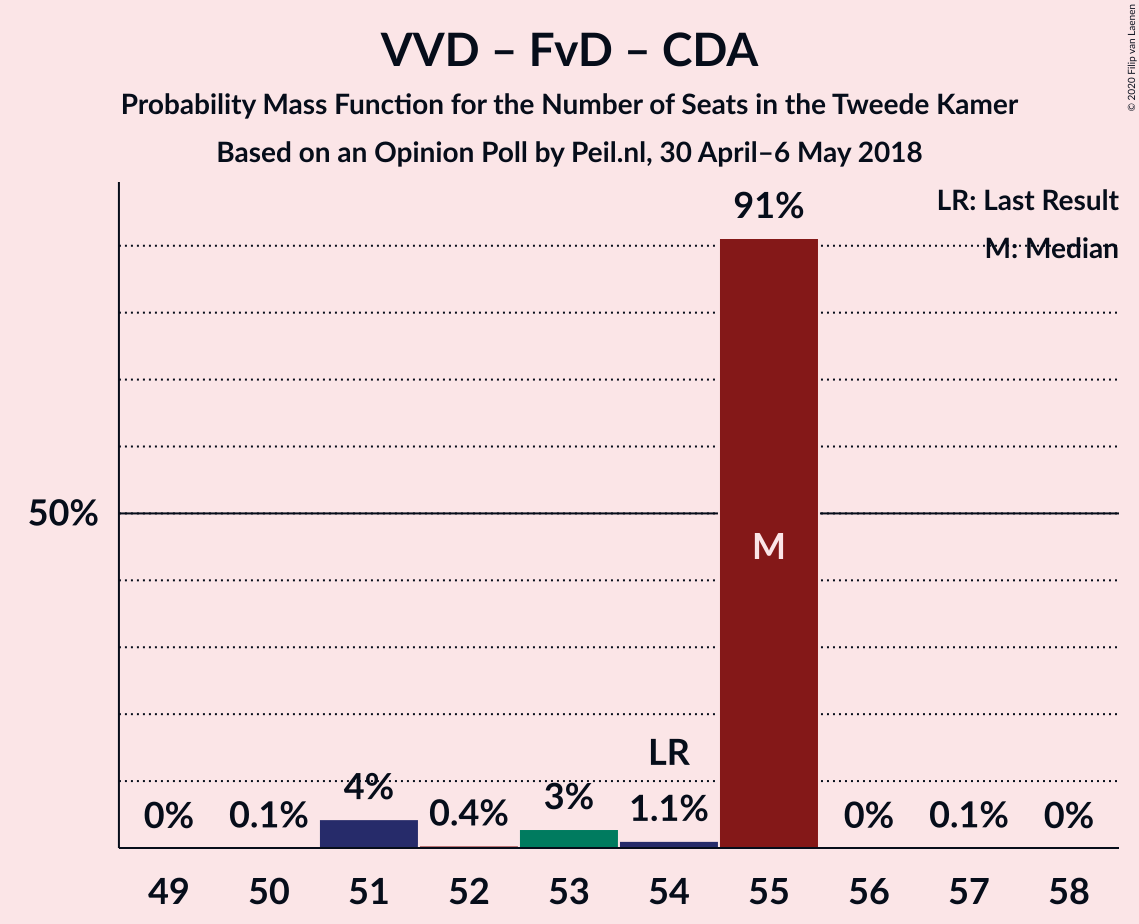 VVD – FvD – CDA
Probability Mass Function for the Number of Seats in the Tweede Kamer
Based on an Opinion Poll by Peil.nl, 30 April–6 May 2018
© 2020 Filip van Laenen
LR: Last Result
M: Median
91%
50%
M
LR
0% 0.1% 4% 0.4% 3% 1.1% 0% 0.1% 0%
49 50 51 52 53 54 55 56 57 58